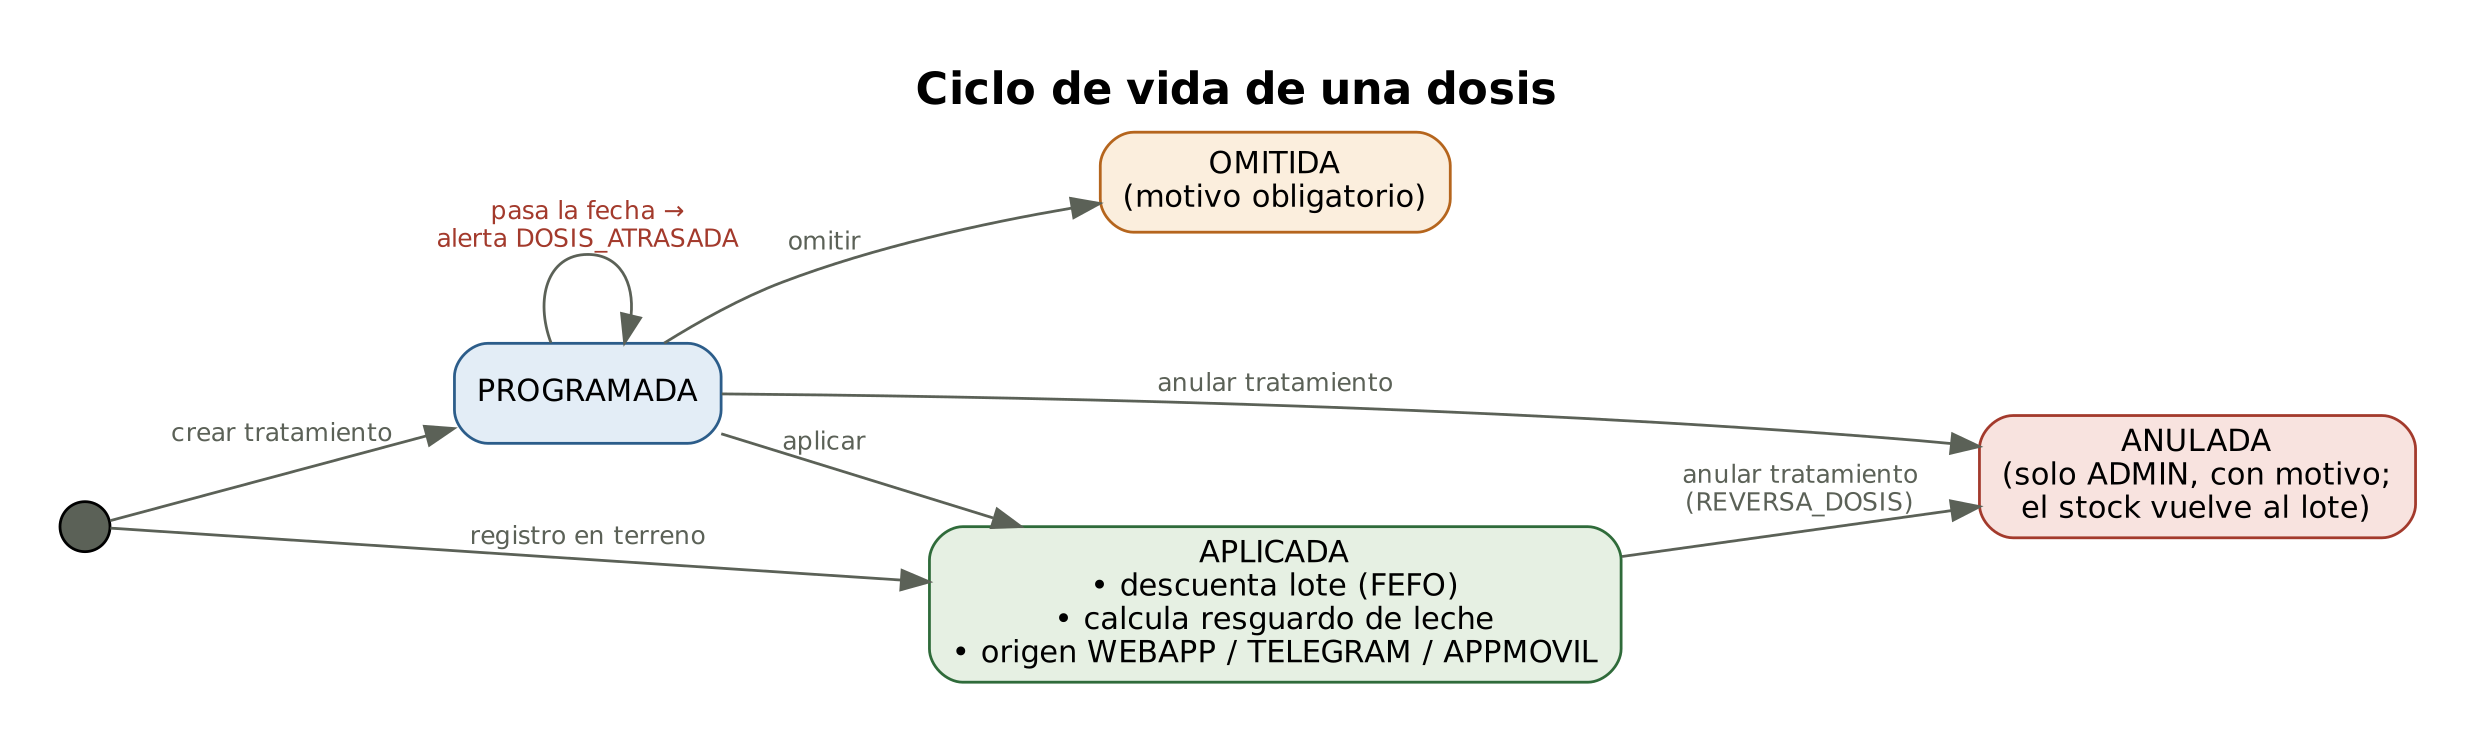 Ciclo de vida de una dosis
OMITIDA
(motivo obligatorio)
pasa la fecha →
alerta DOSIS_ATRASADA
omitir
PROGRAMADA
anular tratamiento
crear tratamiento
aplicar
ANULADA
(solo ADMIN, con motivo;
el stock vuelve al lote)
anular tratamiento
(REVERSA_DOSIS)
registro en terreno
APLICADA
• descuenta lote (FEFO)
• calcula resguardo de leche
• origen WEBAPP / TELEGRAM / APPMOVIL